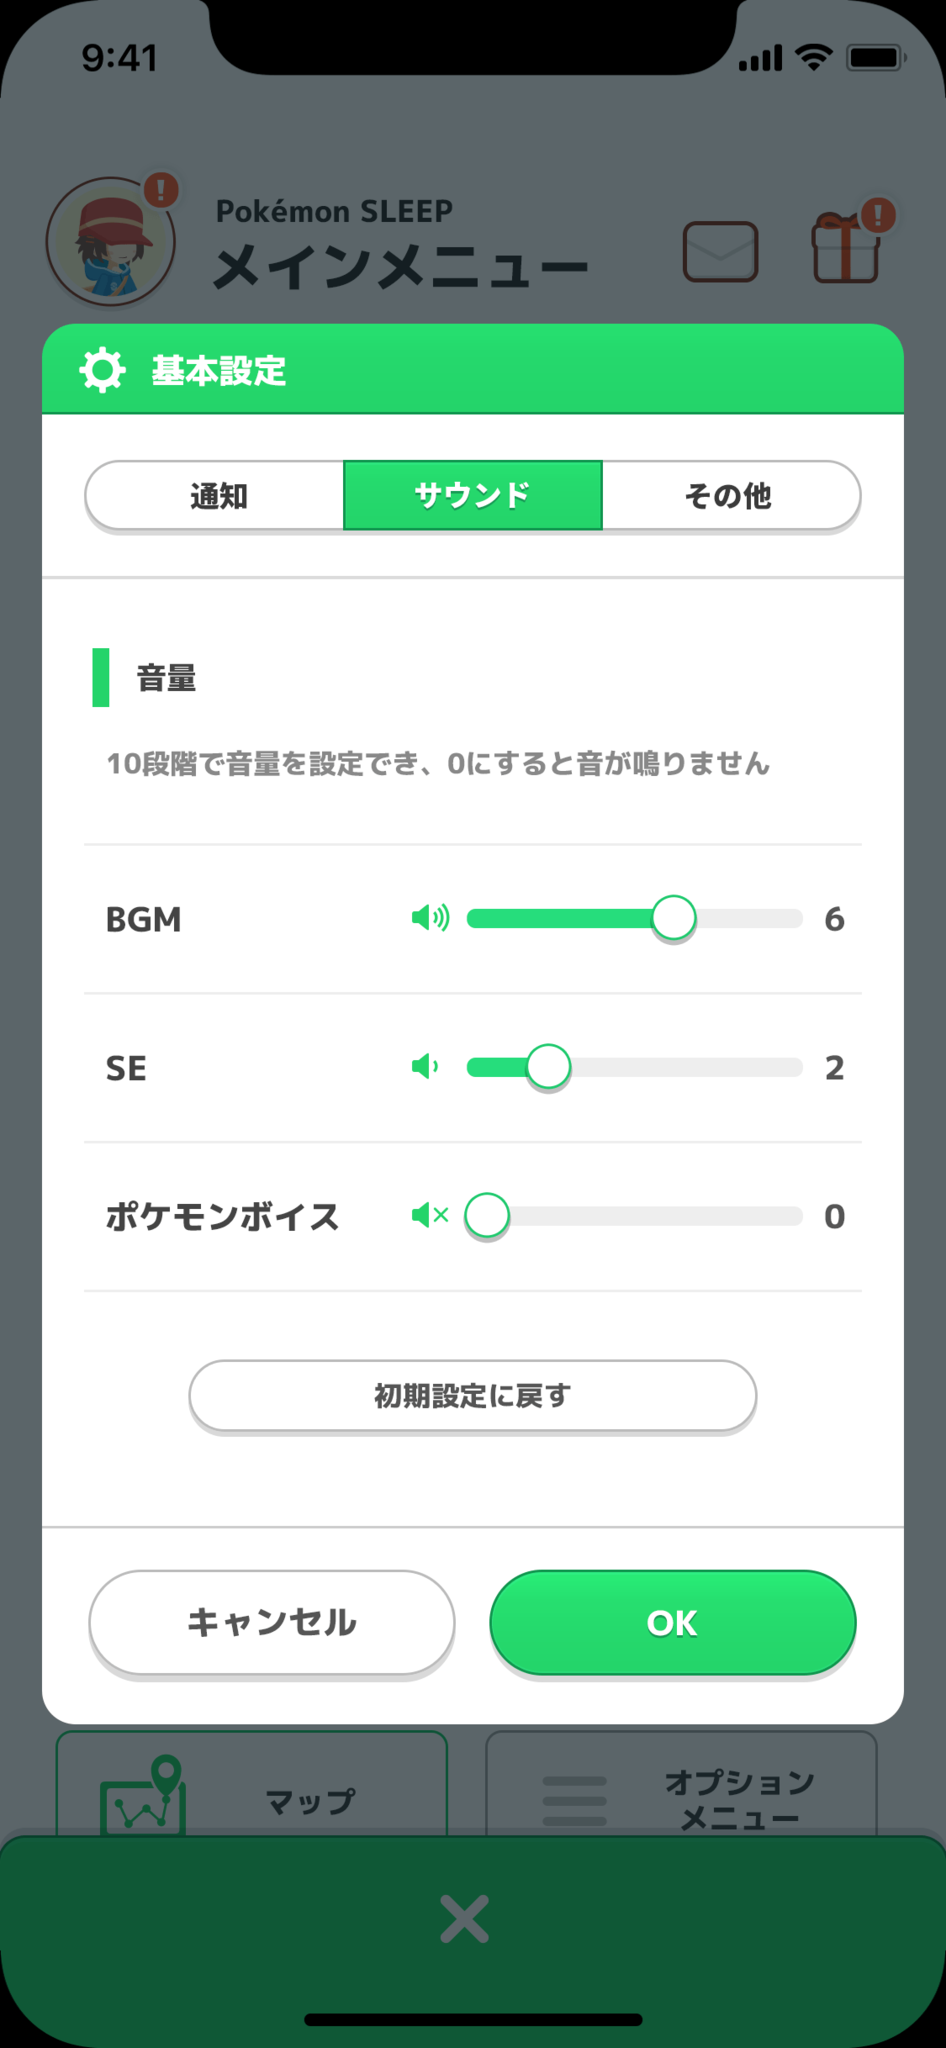 9:41
Pokémon SLEEP
メインメニュー
基本設定
通知
サウンド
その他
音量
10段階で音量を設定でき、0にすると音が鳴りません
BGM
6
SE
2
ポケモンボイス
0
初期設定に戻す
キャンセル
OK
マップ
オプション
メニュー